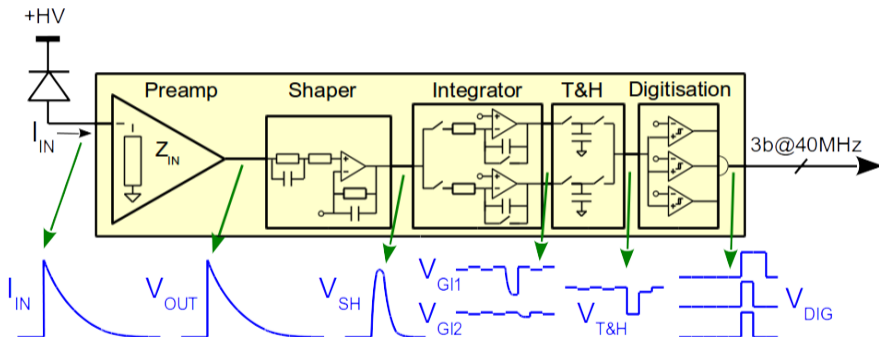 +HV
Preamp Shaper Integrator T&H Digitisation
I_IN
Z_IN
3b@40MHz
I_IN V_OUT V_SH V_GI1 V_T&H V_DIG
V_GI2